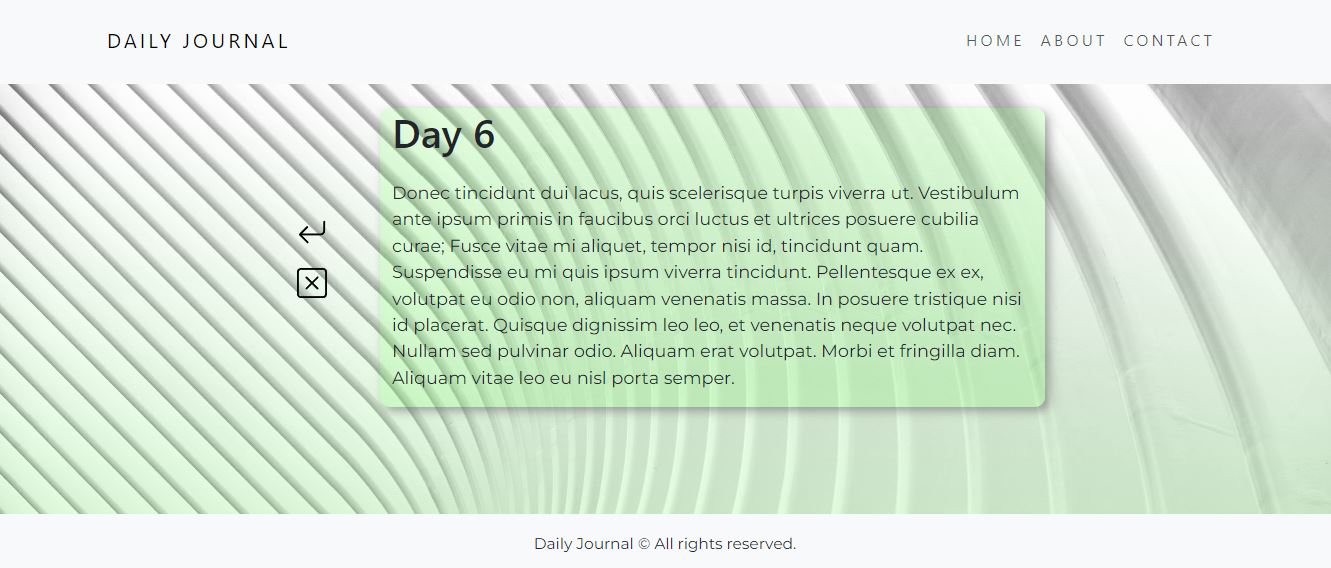 DAILY JOURNAL
HOME ABOUT CONTACT
Day 6
Donec tincidunt dui lacus, quis scelerisque turpis viverra ut. Vestibulum
ante ipsum primis in faucibus orci luctus et ultrices posuere cubilia
curae; Fusce vitae mi aliquet, tempor nisi id, tincidunt quam.
Suspendisse eu mi quis ipsum viverra tincidunt. Pellentesque ex ex,
volutpat eu odio non, aliquam venenatis massa. In posuere tristique nisi
id placerat. Quisque dignissim leo leo, et venenatis neque volutpat nec.
Nullam sed pulvinar odio. Aliquam erat volutpat. Morbi et fringilla diam.
Aliquam vitae leo eu nisl porta semper.
Daily Journal © All rights reserved.